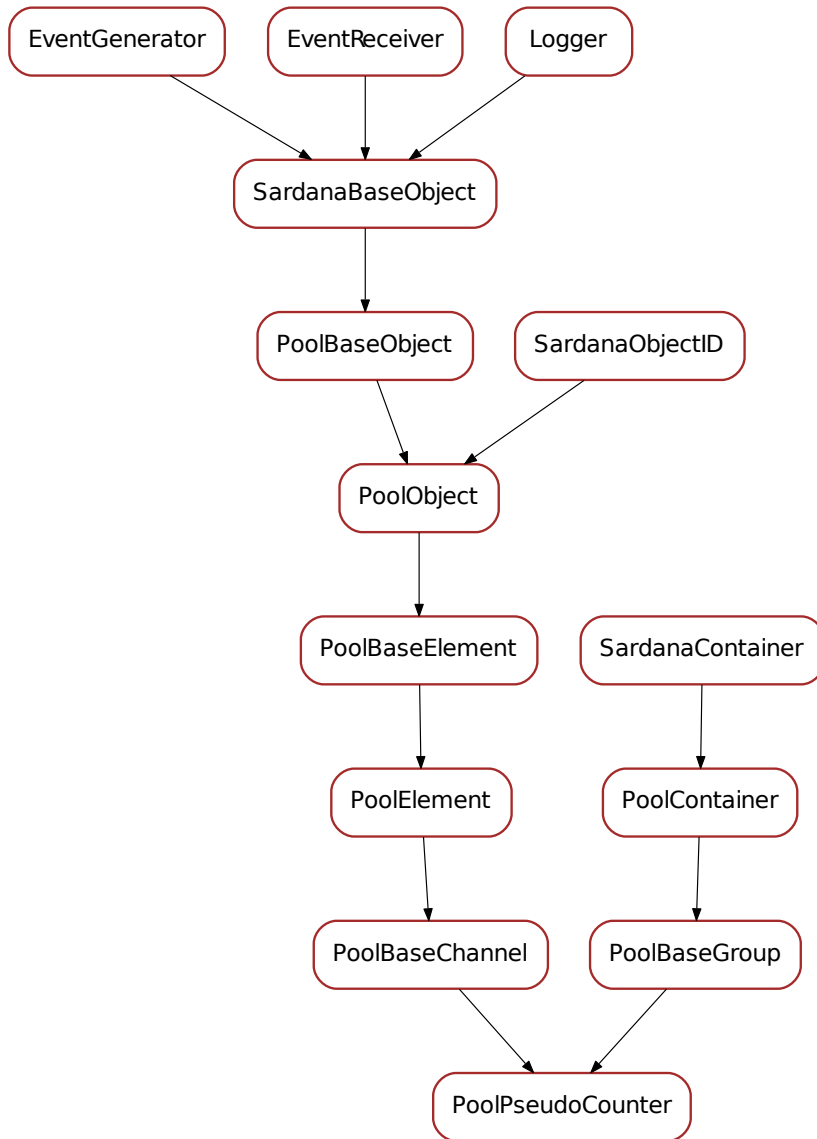 EventGenerator
EventReceiver
Logger
SardanaBaseObject
PoolBaseObject
SardanaObjectID
PoolObject
PoolBaseElement
SardanaContainer
PoolElement
PoolContainer
PoolBaseChannel
PoolBaseGroup
PoolPseudoCounter